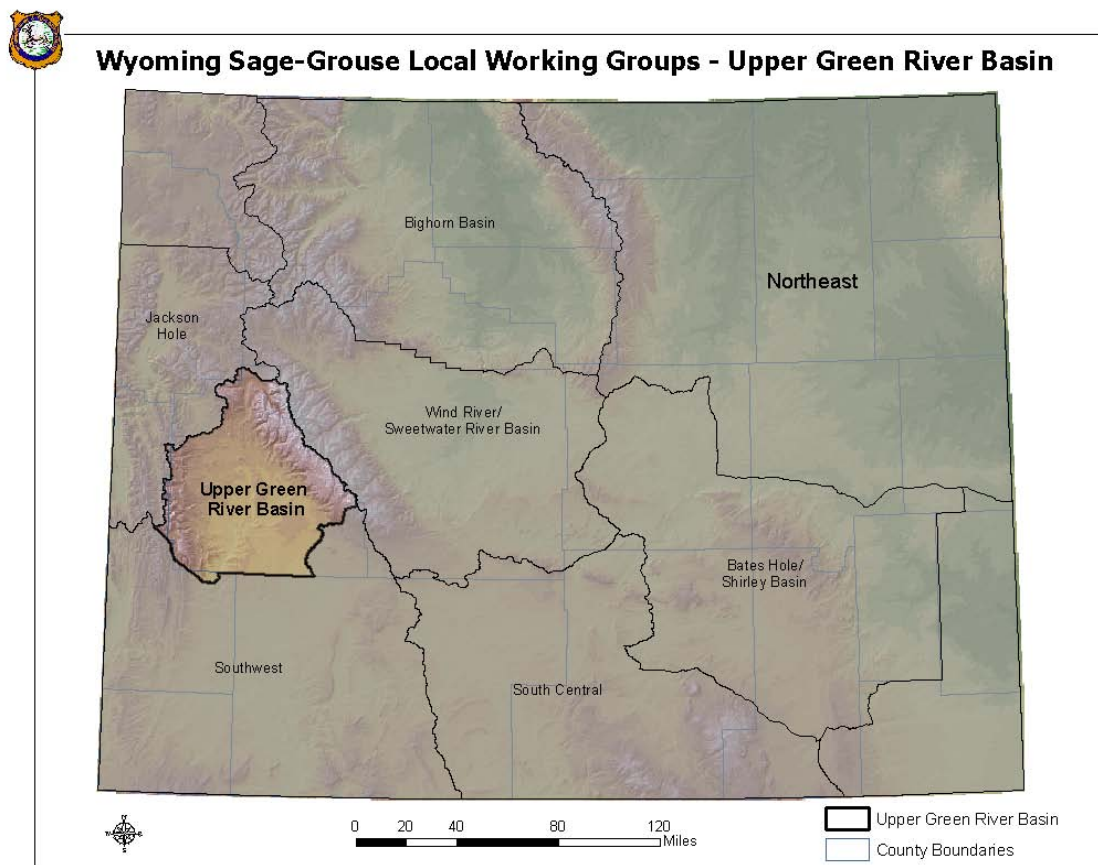 Wyoming Sage-Grouse Local Working Groups - Upper Green River Basin
Bighorn Basin
Northeast
Jackson
Hole
Wind River/
Sweetwater River Basin
Upper Green
River Basin
Bates Hole/
Shirley Basin
Southwest
South Central
0 20 40 80 120
Miles
Upper Green River Basin
County Boundaries